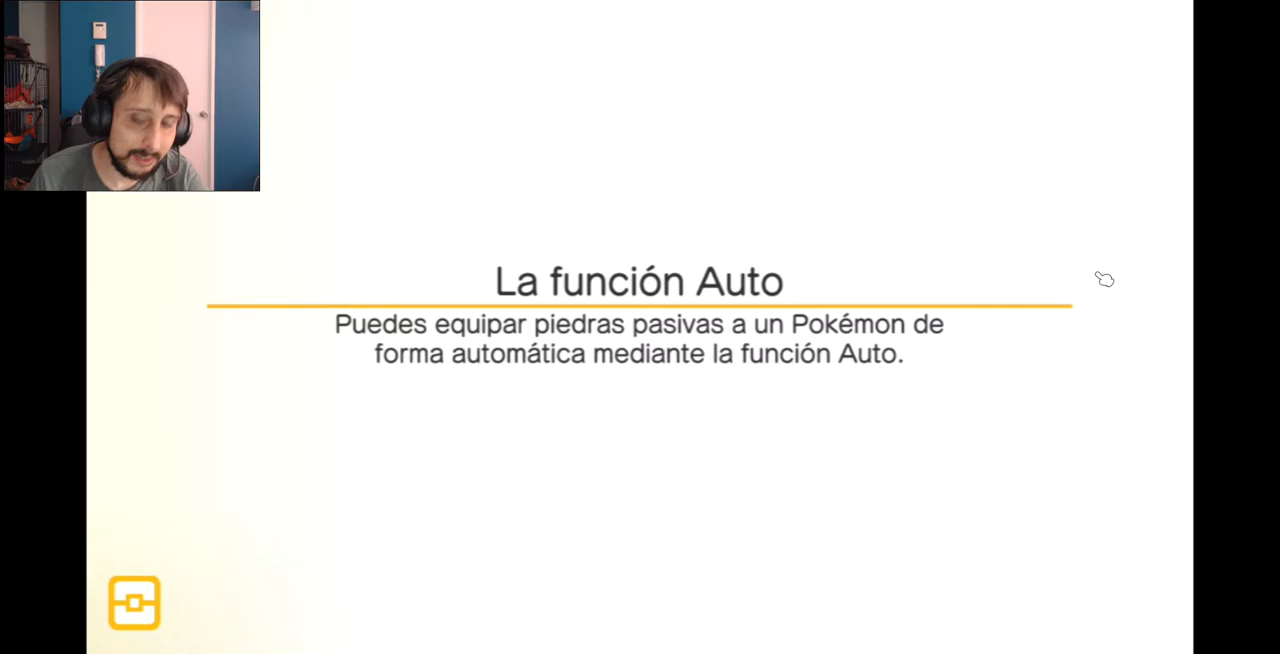 La función Auto
Puedes equipar piedras pasivas a un Pokémon de
forma automática mediante la función Auto.